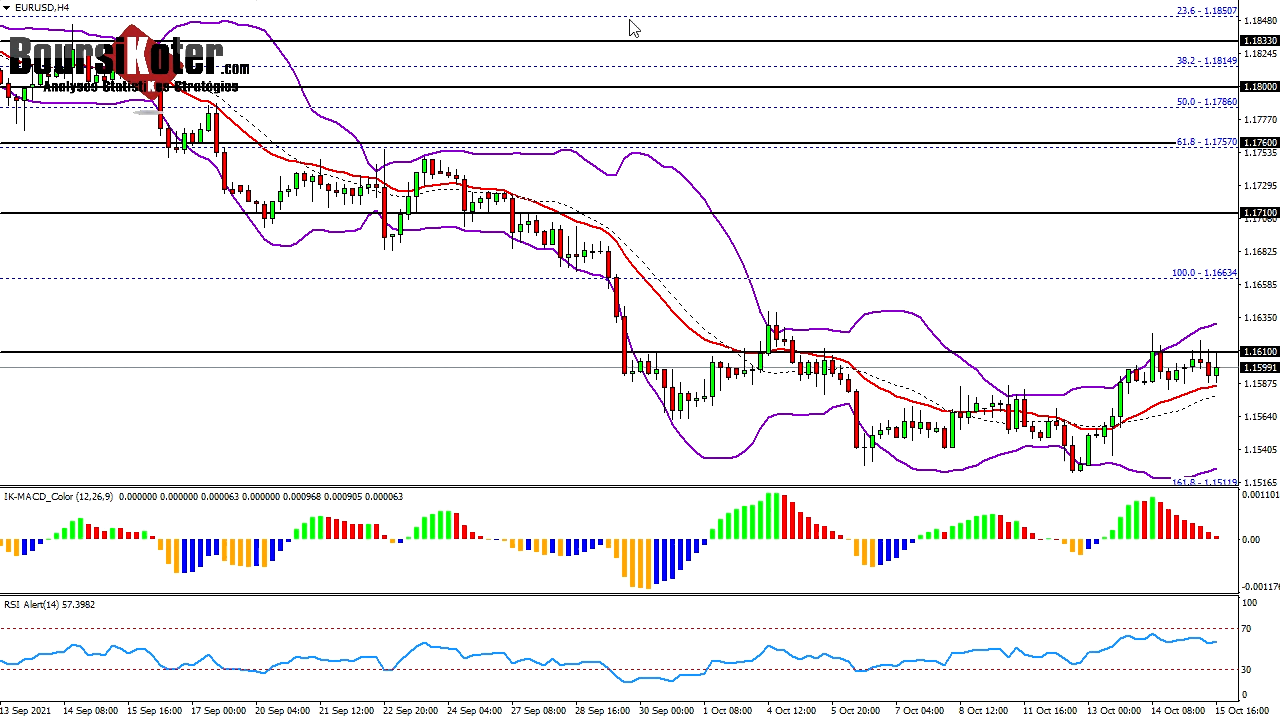 EURUSD,H4
BoursiKoter.com
Analyses Statistikes Stratégies
23.6 - 1.18507
1.18480
1.18330
1.18245
38.2 - 1.18149
1.18000
50.0 - 1.17860
1.17770
61.8 - 1.17570
1.17600
1.17535
1.17295
1.17100
1.16825
100.0 - 1.16634
1.16585
1.16350
1.16100
1.15991
1.15875
1.15640
1.15405
161.8 - 1.15119
1.15165
IK-MACD_Color (12,26,9) 0.000000 0.000000 0.000063 0.000000 0.000968 0.000905 0.000063
0.001101
0.00
RSI Alert(14) 57.3982
100
70
30
0
13 Sep 2021 14 Sep 08:00 15 Sep 16:00 17 Sep 00:00 20 Sep 04:00 21 Sep 12:00 22 Sep 20:00 24 Sep 04:00 27 Sep 08:00 28 Sep 16:00 30 Sep 00:00 1 Oct 08:00 4 Oct 12:00 5 Oct 20:00 7 Oct 04:00 8 Oct 12:00 11 Oct 16:00 13 Oct 00:00 14 Oct 08:00 15 Oct 16:00